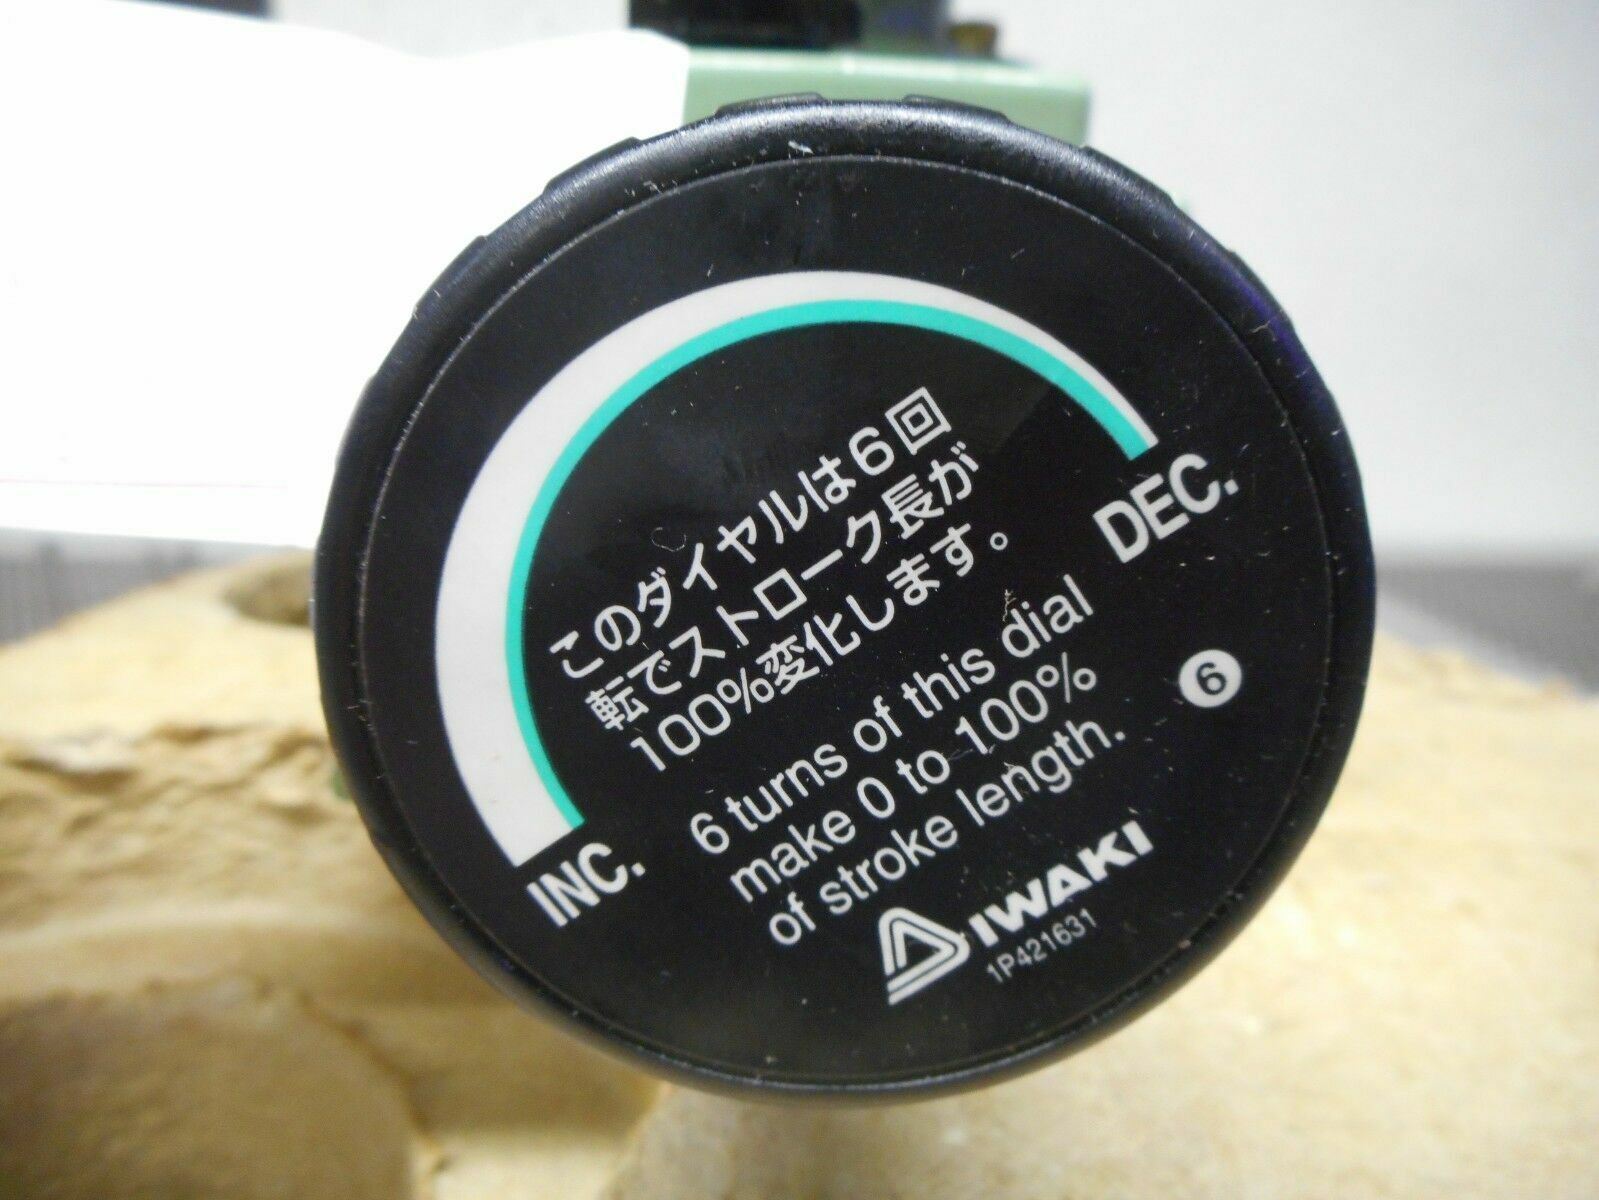 このダイヤルは6回
転でストローク長が
100%変化します。
DEC.
6 turns of this dial
make 0 to 100%
of stroke length.
6
INC.
IWAKI
1P421631